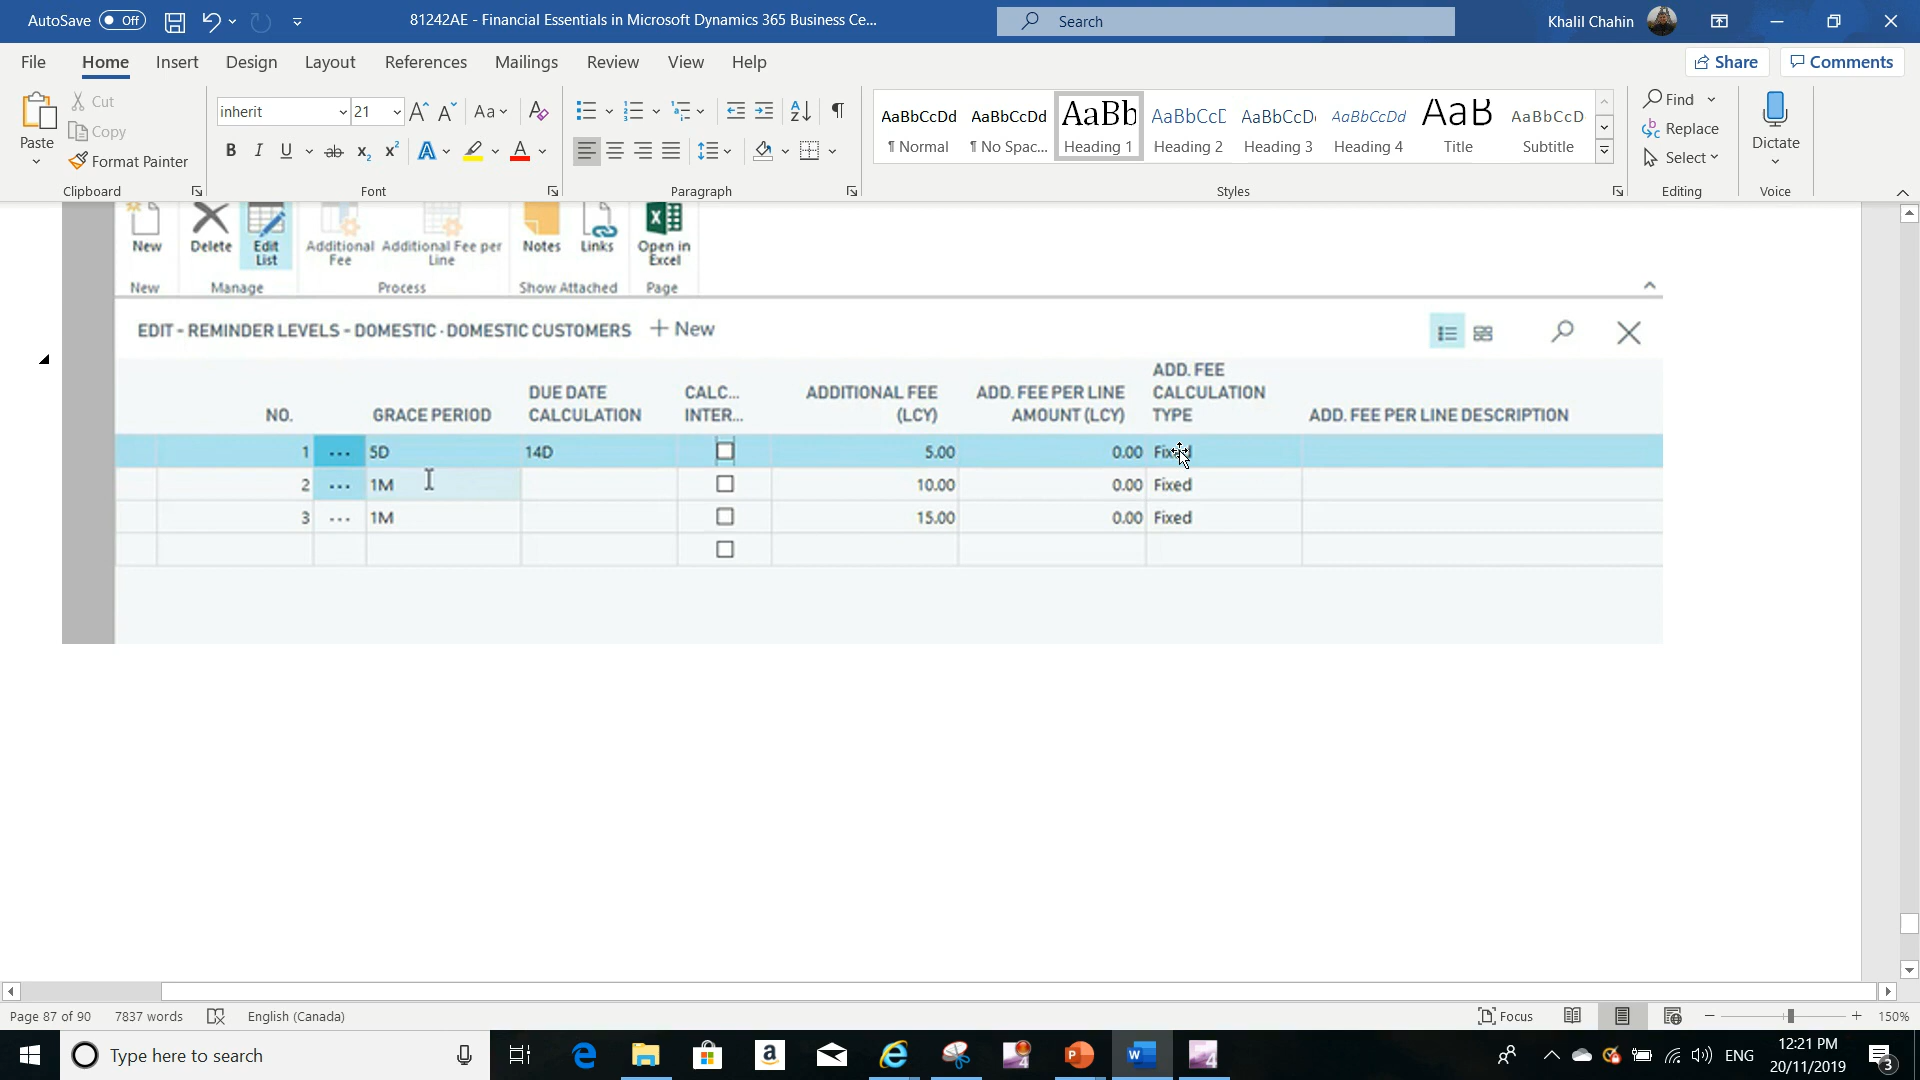 AutoSave Off 81242AE - Financial Essentials in Microsoft Dynamics 365 Business Ce... Search Khalil Chahin
File Home Insert Design Layout References Mailings Review View Help Share Comments
Paste Cut Copy Format Painter
Clipboard
inherit 21 Aa
B I U ab x₂ x² A A
Font
Paragraph
AaBbCcDd AaBbCcDd AaBb AaBbCcD AaBbCcD AaBbCcDd AaB AaBbCcD
¶ Normal ¶ No Spac... Heading 1 Heading 2 Heading 3 Heading 4 Title Subtitle
Styles
Find
Replace
Select
Editing
Dictate
Voice
New Delete Edit List Additional Fee Additional Fee per Line Notes Links Open in Excel
New Manage Process Show Attached Page
EDIT - REMINDER LEVELS - DOMESTIC · DOMESTIC CUSTOMERS + New
NO. GRACE PERIOD DUE DATE CALCULATION CALC... INTER... ADDITIONAL FEE (LCY) ADD. FEE PER LINE AMOUNT (LCY) ADD. FEE CALCULATION TYPE ADD. FEE PER LINE DESCRIPTION
1 ... 5D 14D 5.00 0.00 Fixed
2 ... 1M 10.00 0.00 Fixed
3 ... 1M 15.00 0.00 Fixed
Page 87 of 90 7837 words English (Canada) Focus 150%
Type here to search ENG 12:21 PM
20/11/2019 3